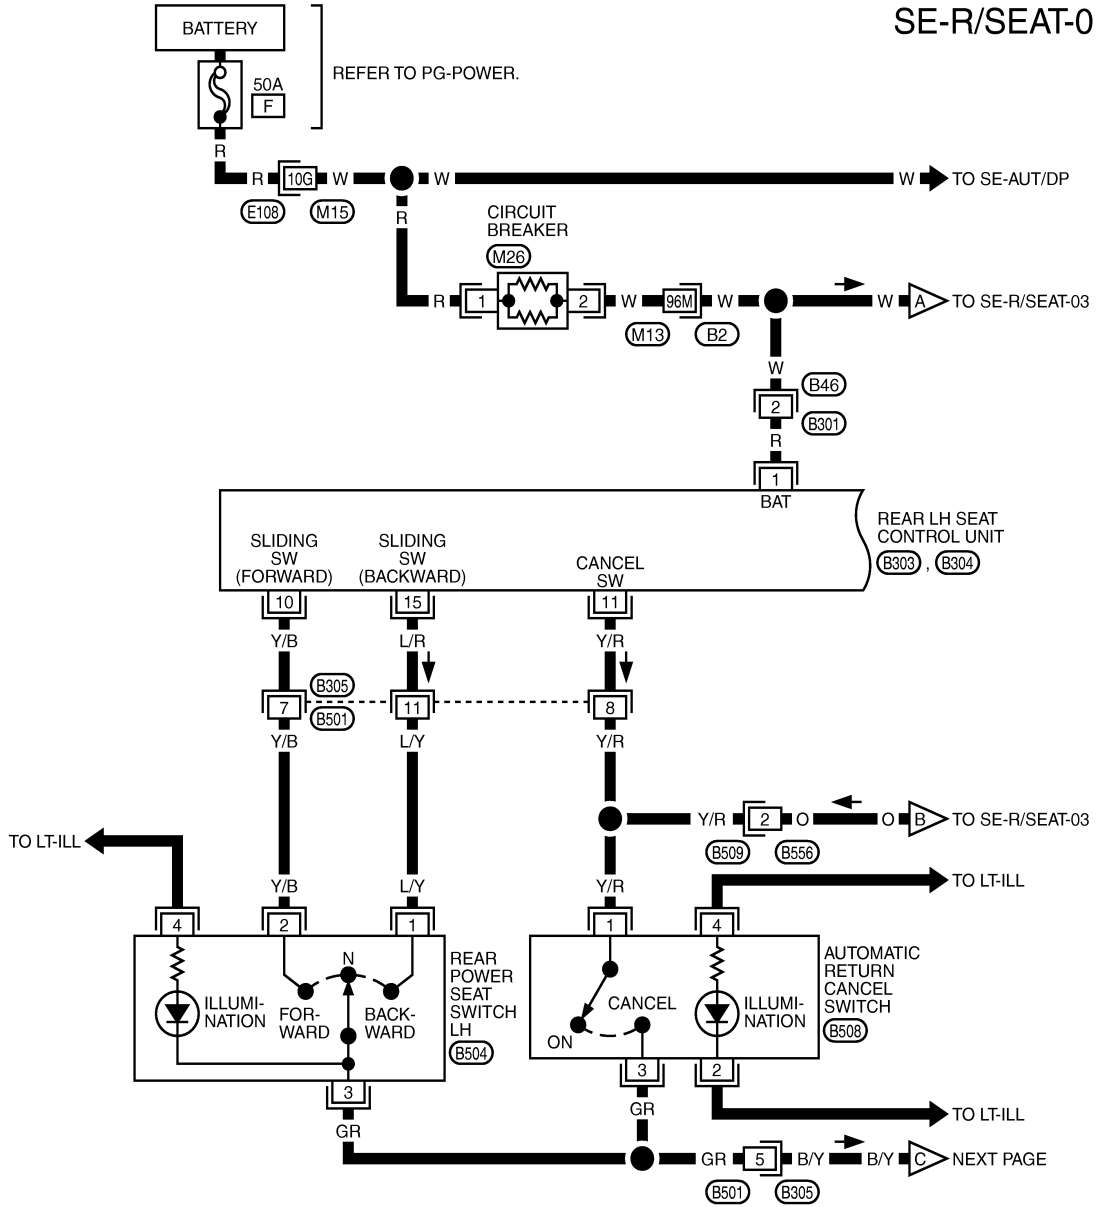 SE-R/SEAT-0
BATTERY
50A
F
REFER TO PG-POWER.
R
R 10G W W W TO SE-AUT/DP
E108 M15
R
CIRCUIT
BREAKER
M26
R 1 2 W 96M W W A TO SE-R/SEAT-03
M13 B2
W
B46
2
B301
R
1
BAT
REAR LH SEAT
CONTROL UNIT
B303 , B304
SLIDING
SW
(FORWARD)
SLIDING
SW
(BACKWARD)
CANCEL
SW
10 15 11
Y/B L/R Y/R
B305
7 11 8
B501
Y/B L/Y Y/R
Y/R 2 O O B TO SE-R/SEAT-03
B509 B556
TO LT-ILL
TO LT-ILL
Y/B L/Y Y/R
4 2 1 1 4
N
ILLUMI-
NATION
FOR-
WARD
BACK-
WARD
REAR
POWER
SEAT
SWITCH
LH
B504
ON
CANCEL
ILLUMI-
NATION
AUTOMATIC
RETURN
CANCEL
SWITCH
B508
3 3 2
GR GR
TO LT-ILL
GR 5 B/Y B/Y C NEXT PAGE
B501 B305